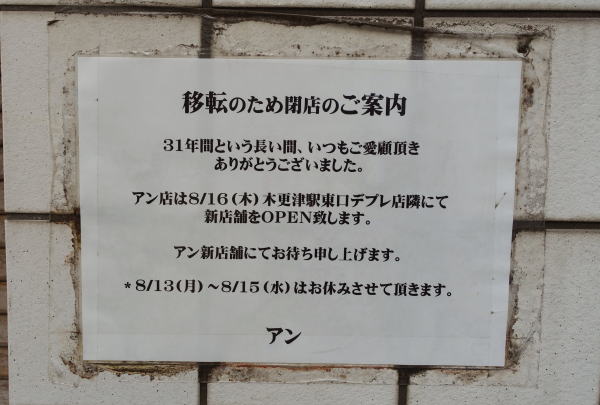 移転のため閉店のご案内
31年間という長い間、いつもご愛顧頂き
ありがとうございました。
アン店は8/16(木)木更津駅東口デプレ店隣にて
新店舗をOPEN致します。
アン新店舗にてお待ち申し上げます。
*8/13(月)～8/15(水)はお休みさせて頂きます。
アン